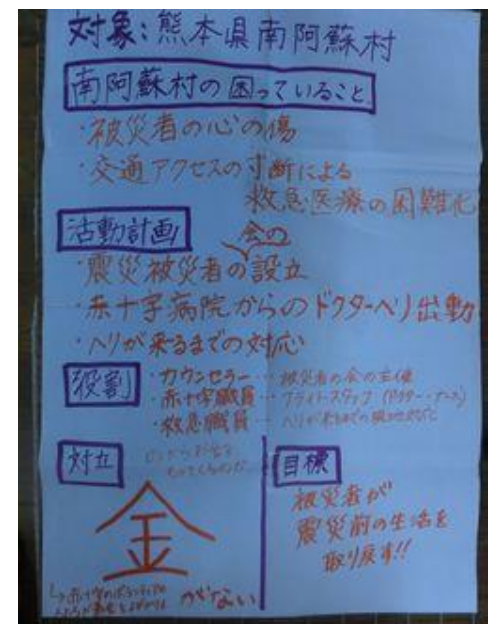 対象:熊本県南阿蘇村
南阿蘇村の困っていること
・被災者の心の傷
・交通アクセスの寸断による
救急医療の困難化
活動計画
・震災被災者の会の設立
・赤十字病院からのドクターヘリ出動
・ヘリが来るまでの対応
役割
・カウンセラー…被災者の会の主催
・赤十字職員…フライトスタッフ(ドクター・ナース)
・救急職員…ヘリが来るまでの
対立
金
がない
目標
被災者が
震災前の生活を
取り戻す!!